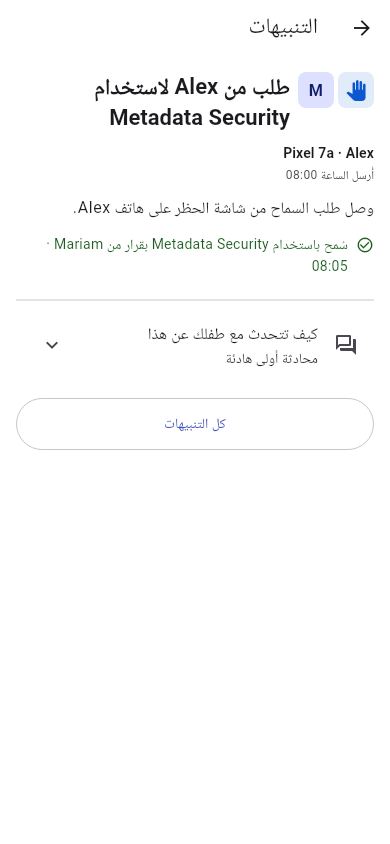 التنبيهات
M
طلب من Alex لاستخدام
Metadata Security
Pixel 7a · Alex
أُرسل الساعة 08:00
وصل طلب السماح من شاشة الحظر على هاتف Alex.
سُمح باستخدام Metadata Security بقرار من Mariam ·
08:05
كيف تتحدث مع طفلك عن هذا
محادثة أولى هادئة
كل التنبيهات